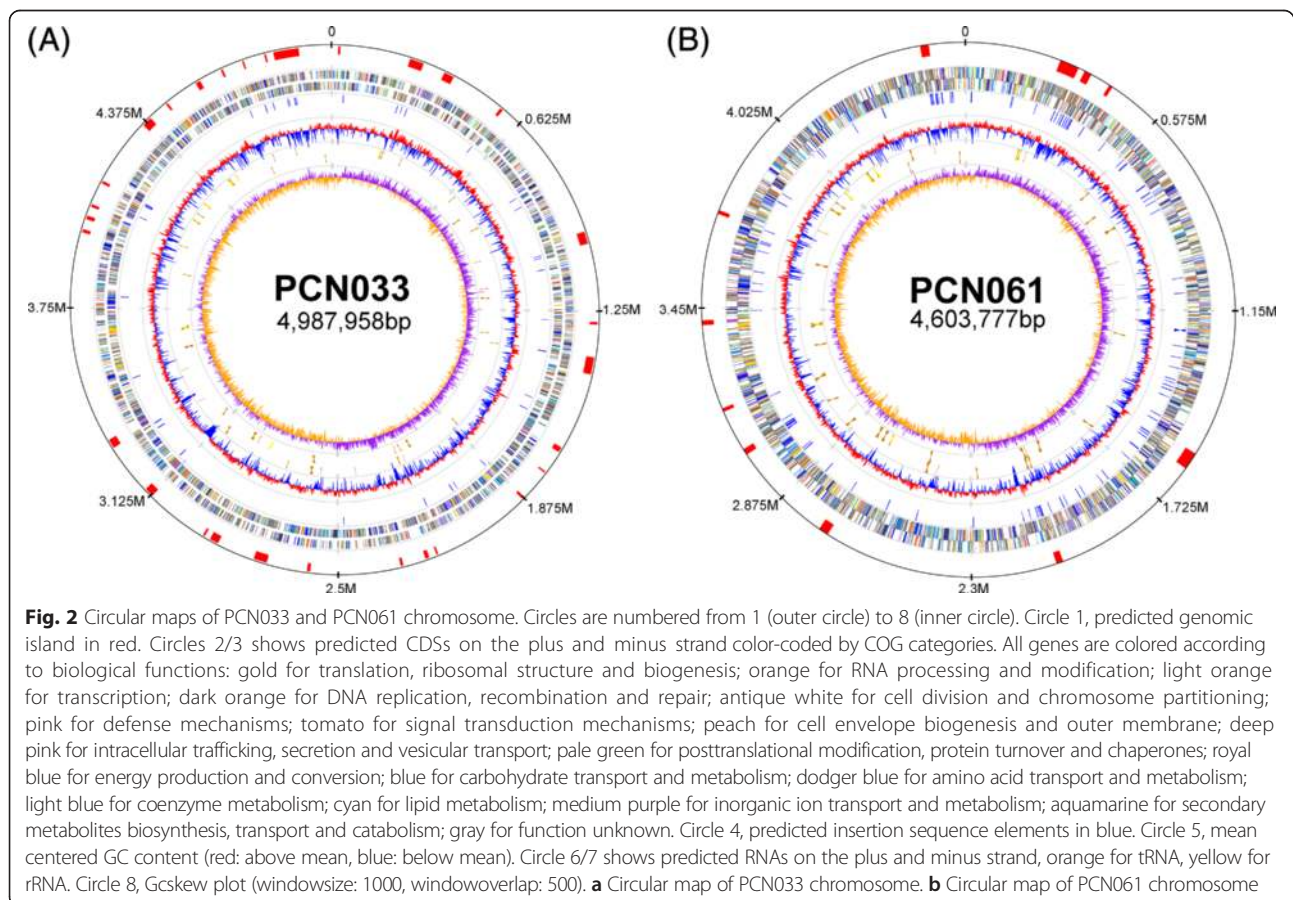 (A)
0
0.625M
1.25M
1.875M
2.5M
3.125M
3.75M
4.375M
PCN033
4,987,958bp
(B)
0
0.575M
1.15M
1.725M
2.3M
2.875M
3.45M
4.025M
PCN061
4,603,777bp
Fig. 2 Circular maps of PCN033 and PCN061 chromosome. Circles are numbered from 1 (outer circle) to 8 (inner circle). Circle 1, predicted genomic
island in red. Circles 2/3 shows predicted CDSs on the plus and minus strand color-coded by COG categories. All genes are colored according
to biological functions: gold for translation, ribosomal structure and biogenesis; orange for RNA processing and modification; light orange
for transcription; dark orange for DNA replication, recombination and repair; antique white for cell division and chromosome partitioning;
pink for defense mechanisms; tomato for signal transduction mechanisms; peach for cell envelope biogenesis and outer membrane; deep
pink for intracellular trafficking, secretion and vesicular transport; pale green for posttranslational modification, protein turnover and chaperones; royal
blue for energy production and conversion; blue for carbohydrate transport and metabolism; dodger blue for amino acid transport and metabolism;
light blue for coenzyme metabolism; cyan for lipid metabolism; medium purple for inorganic ion transport and metabolism; aquamarine for secondary
metabolites biosynthesis, transport and catabolism; gray for function unknown. Circle 4, predicted insertion sequence elements in blue. Circle 5, mean
centered GC content (red: above mean, blue: below mean). Circle 6/7 shows predicted RNAs on the plus and minus strand, orange for tRNA, yellow for
rRNA. Circle 8, Gcskew plot (windowsize: 1000, windowoverlap: 500). a Circular map of PCN033 chromosome. b Circular map of PCN061 chromosome